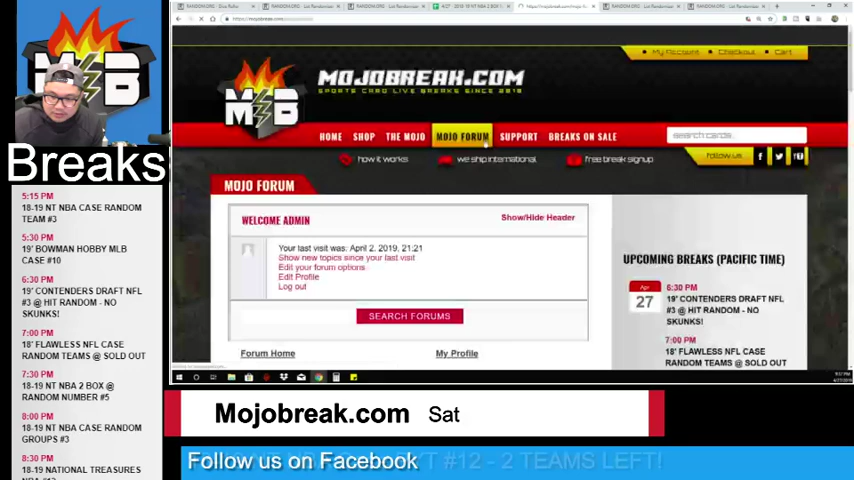 MOJOBREAK.COM
SPORTS CARD LIVE BREAKS SINCE 2010
My Account
Checkout
Cart
M B
HOME
SHOP
THE MOJO
MOJO FORUM
SUPPORT
BREAKS ON SALE
search cards...
how it works
we ship international
free break signup
follow us
MOJO FORUM
WELCOME ADMIN
Show/Hide Header
Your last visit was: April 2, 2019, 21:21
Show new topics since your last visit
Edit your forum options
Edit Profile
Log out
SEARCH FORUMS
Forum Home
My Profile
UPCOMING BREAKS (PACIFIC TIME)
Apr
27
6:30 PM
19' CONTENDERS DRAFT NFL
#3 @ HIT RANDOM - NO
SKUNKS!
7:00 PM
18' FLAWLESS NFL CASE
RANDOM TEAMS @ SOLD OUT
M B
Breaks
5:15 PM
18-19 NT NBA CASE RANDOM
TEAM #3
5:30 PM
19' BOWMAN HOBBY MLB
CASE #10
6:30 PM
19' CONTENDERS DRAFT NFL
#3 @ HIT RANDOM - NO
SKUNKS!
7:00 PM
18' FLAWLESS NFL CASE
RANDOM TEAMS @ SOLD OUT
7:30 PM
18-19 NT NBA 2 BOX @
RANDOM NUMBER #5
8:00 PM
18-19 NT NBA CASE RANDOM
GROUPS #3
8:30 PM
18-19 NATIONAL TREASURES
Mojobreak.com Sat
Follow us on Facebook
#12 - 2 TEAMS LEFT!